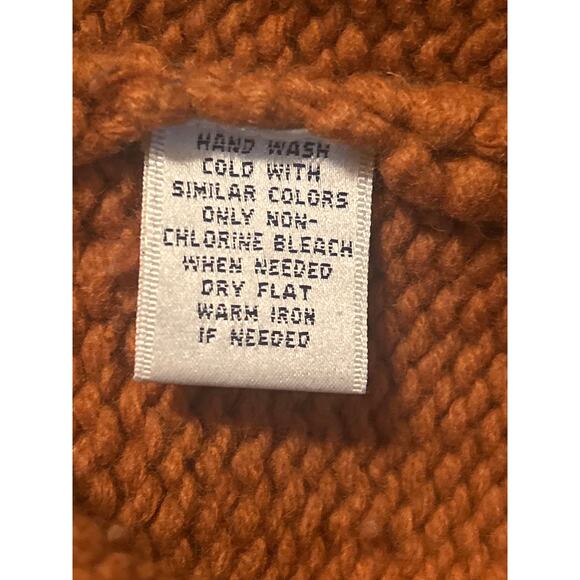 HAND WASH
COLD WITH
SIMILAR COLORS
ONLY NON-
CHLORINE BLEACH
WHEN NEEDED
DRY FLAT
WARM IRON
IF NEEDED